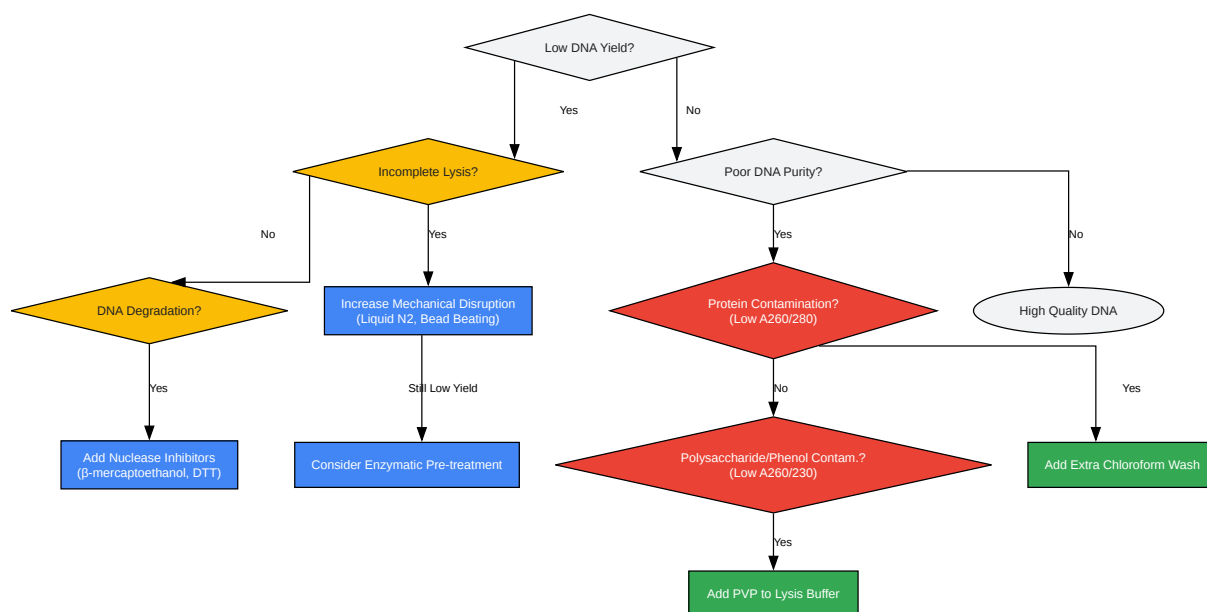 Low DNA Yield?
Yes
No
Incomplete Lysis?
Poor DNA Purity?
No
Yes
Yes
No
DNA Degradation?
Increase Mechanical Disruption
(Liquid N2, Bead Beating)
Protein Contamination?
(Low A260/280)
High Quality DNA
Yes
Still Low Yield
No
Yes
Add Nuclease Inhibitors
(β-mercaptoethanol, DTT)
Consider Enzymatic Pre-treatment
Polysaccharide/Phenol Contam.?
(Low A260/230)
Add Extra Chloroform Wash
Yes
Add PVP to Lysis Buffer